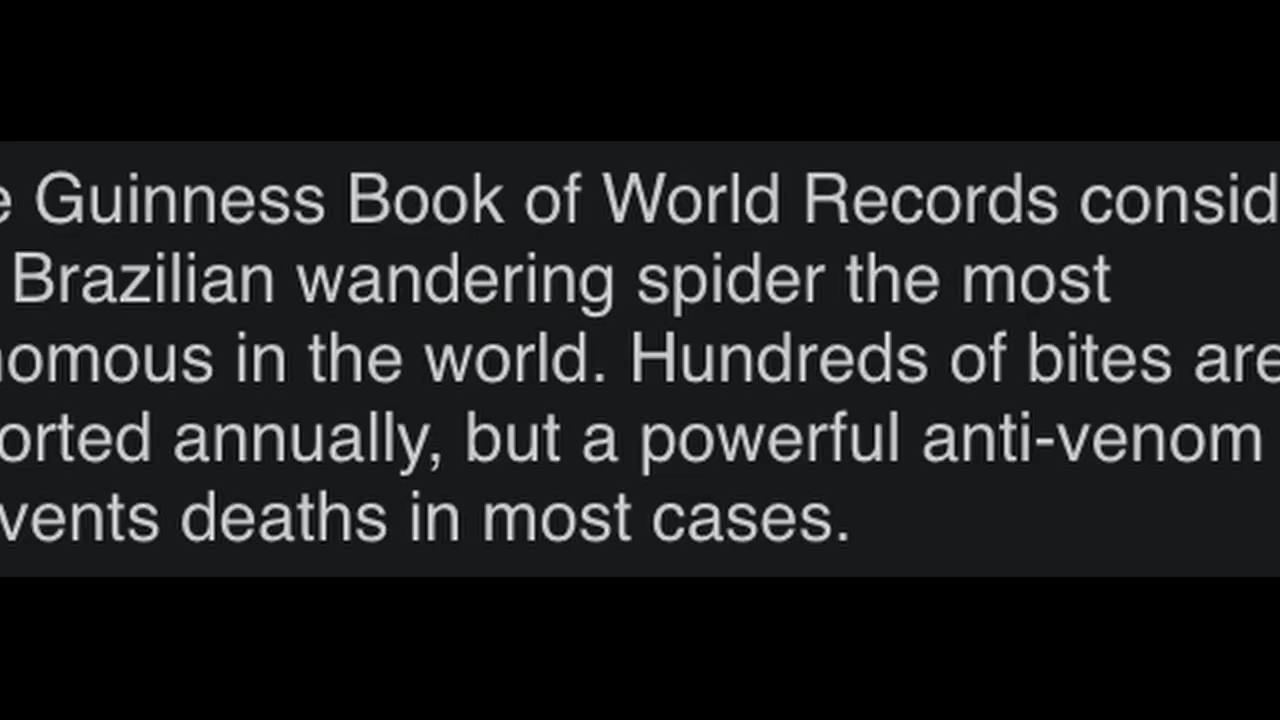 e Guinness Book of World Records consid
Brazilian wandering spider the most
nomous in the world. Hundreds of bites are
orted annually, but a powerful anti-venom
vents deaths in most cases.